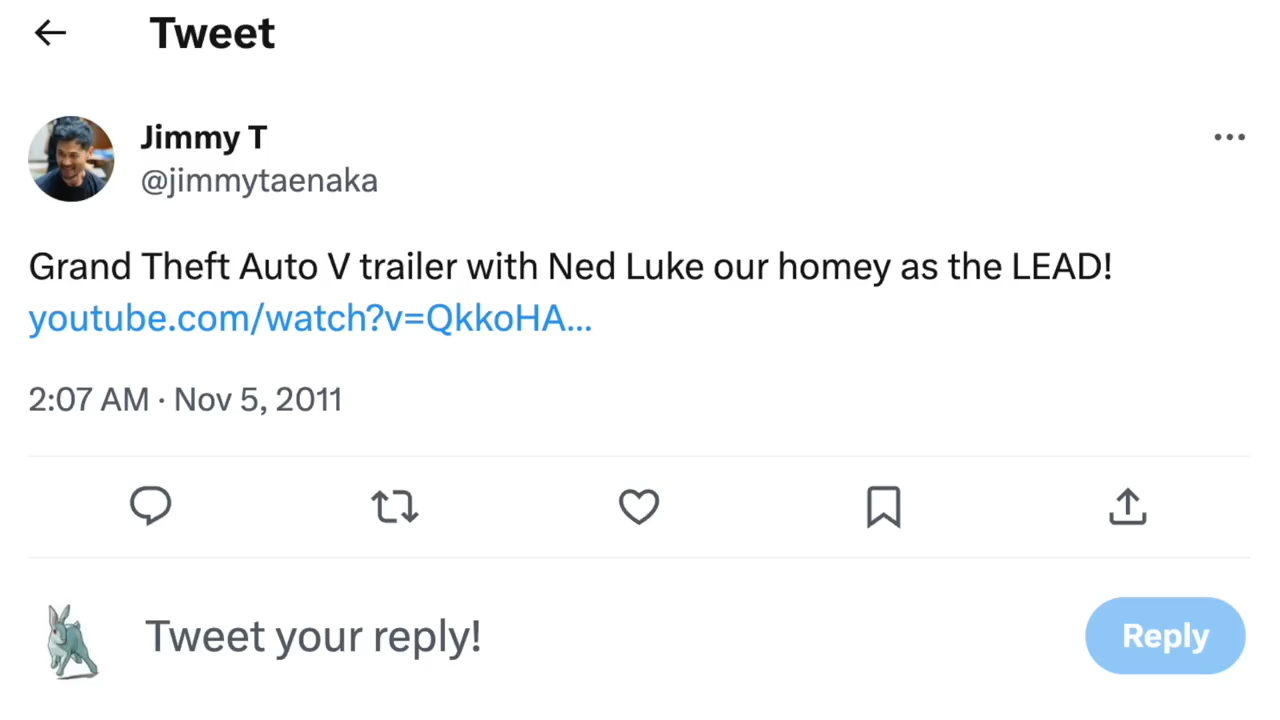 Tweet
Jimmy T
@jimmytaenaka
Grand Theft Auto V trailer with Ned Luke our homey as the LEAD!
youtube.com/watch?v=QkkoHA...
2:07 AM · Nov 5, 2011
Tweet your reply!
Reply